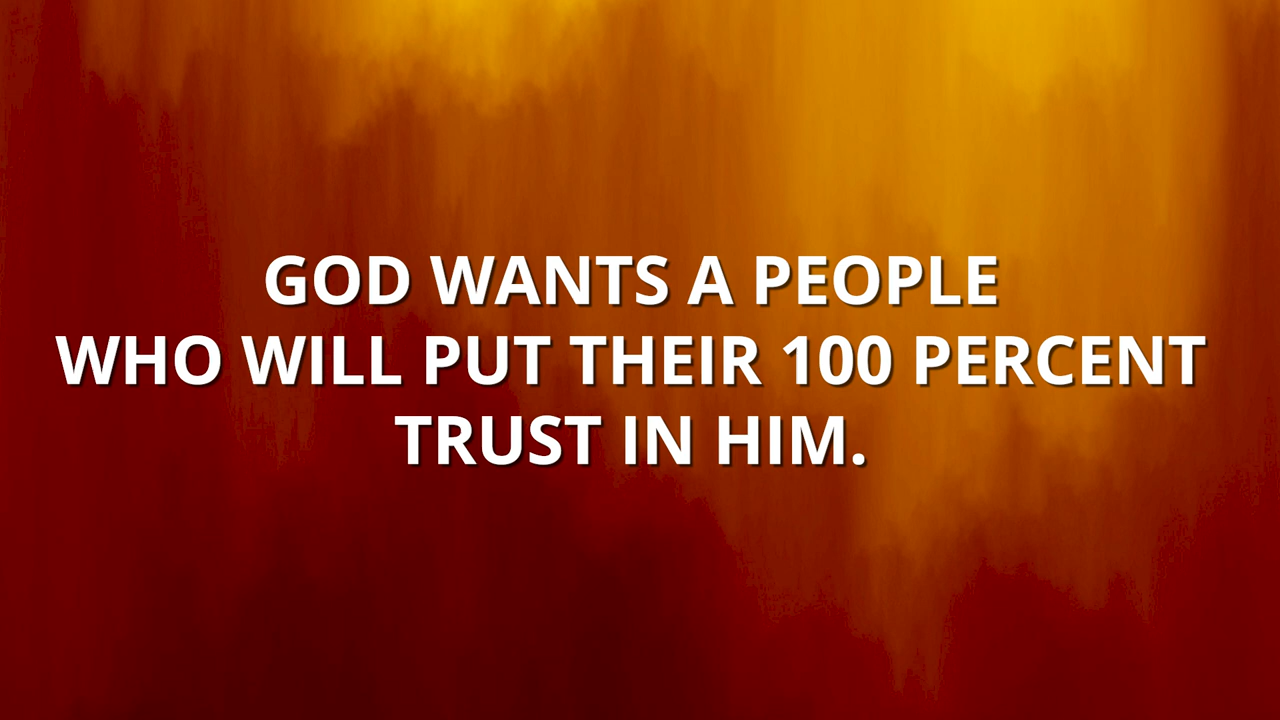 GOD WANTS A PEOPLE
WHO WILL PUT THEIR 100 PERCENT
TRUST IN HIM.